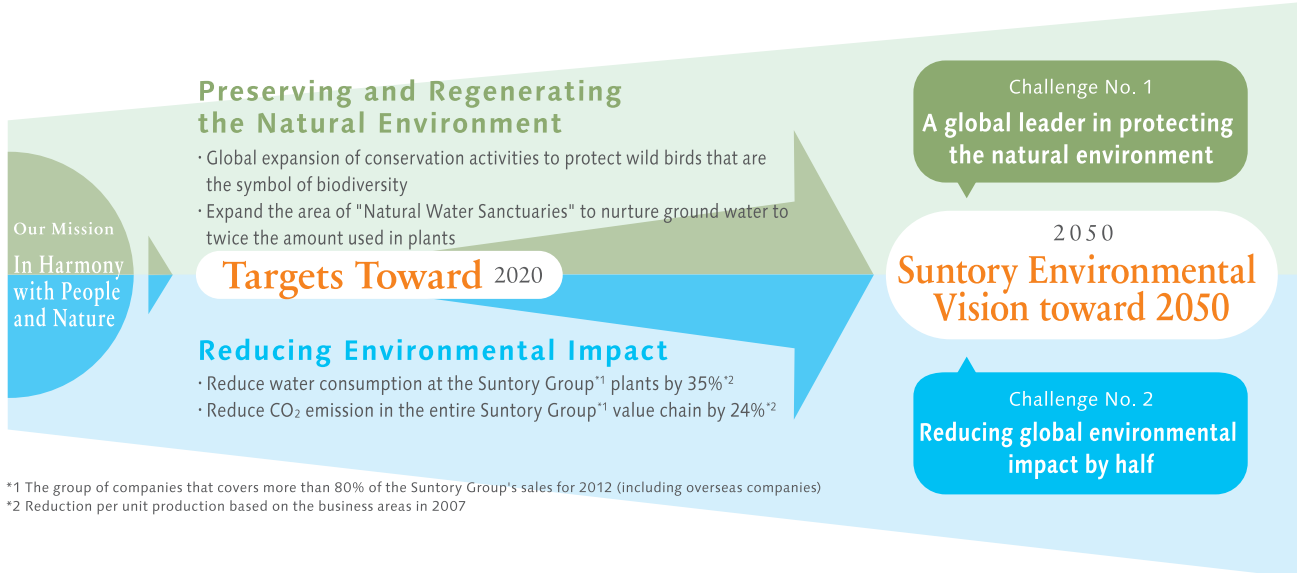 Our Mission
In Harmony
with People
and Nature
Preserving and Regenerating
the Natural Environment
· Global expansion of conservation activities to protect wild birds that are
the symbol of biodiversity
· Expand the area of "Natural Water Sanctuaries" to nurture ground water to
twice the amount used in plants
Targets Toward 2020
Reducing Environmental Impact
· Reduce water consumption at the Suntory Group*1 plants by 35%*2
· Reduce CO2 emission in the entire Suntory Group*1 value chain by 24%*2
Challenge No. 1
A global leader in protecting
the natural environment
2050
Suntory Environmental
Vision toward 2050
Challenge No. 2
Reducing global environmental
impact by half
*1 The group of companies that covers more than 80% of the Suntory Group's sales for 2012 (including overseas companies)
*2 Reduction per unit production based on the business areas in 2007